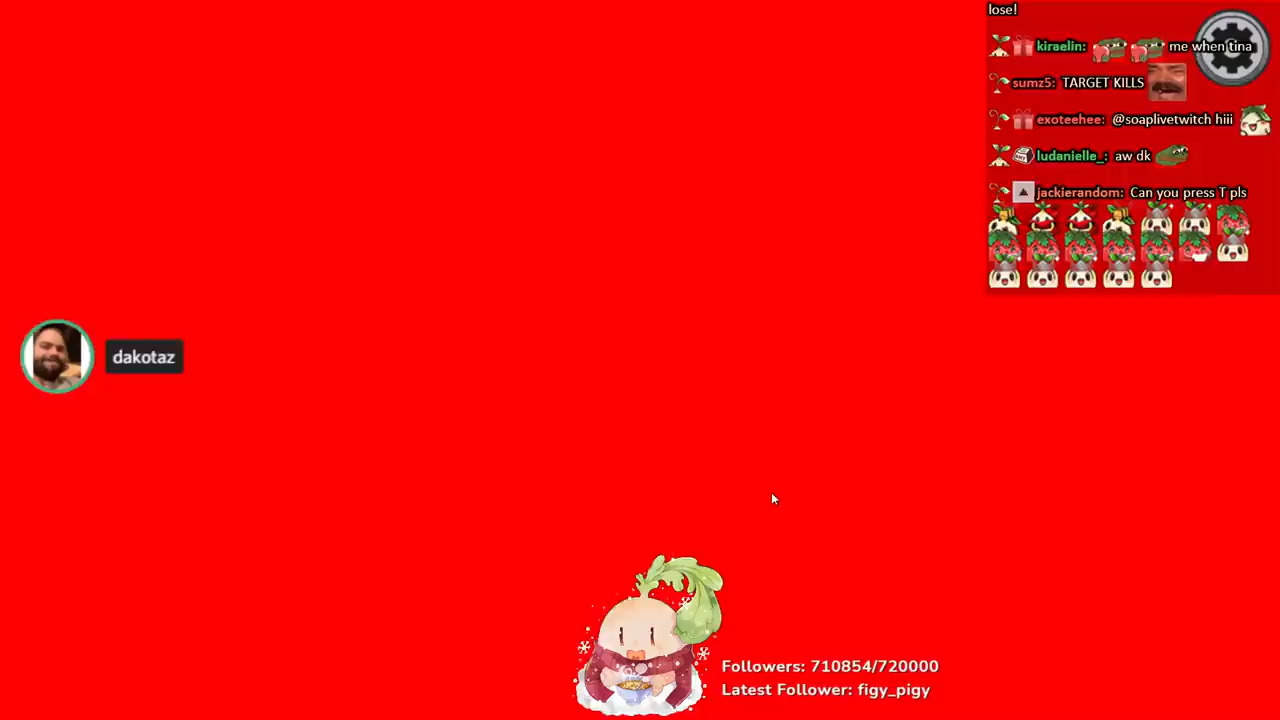 lose!
kiraelin: me when tina
sumz5: TARGET KILLS
exoteehee: @soaplivetwitch hiii
ludanielle_: aw dk
jackierandom: Can you press T pls
dakotaz
Followers: 710854/720000
Latest Follower: figy_pigy